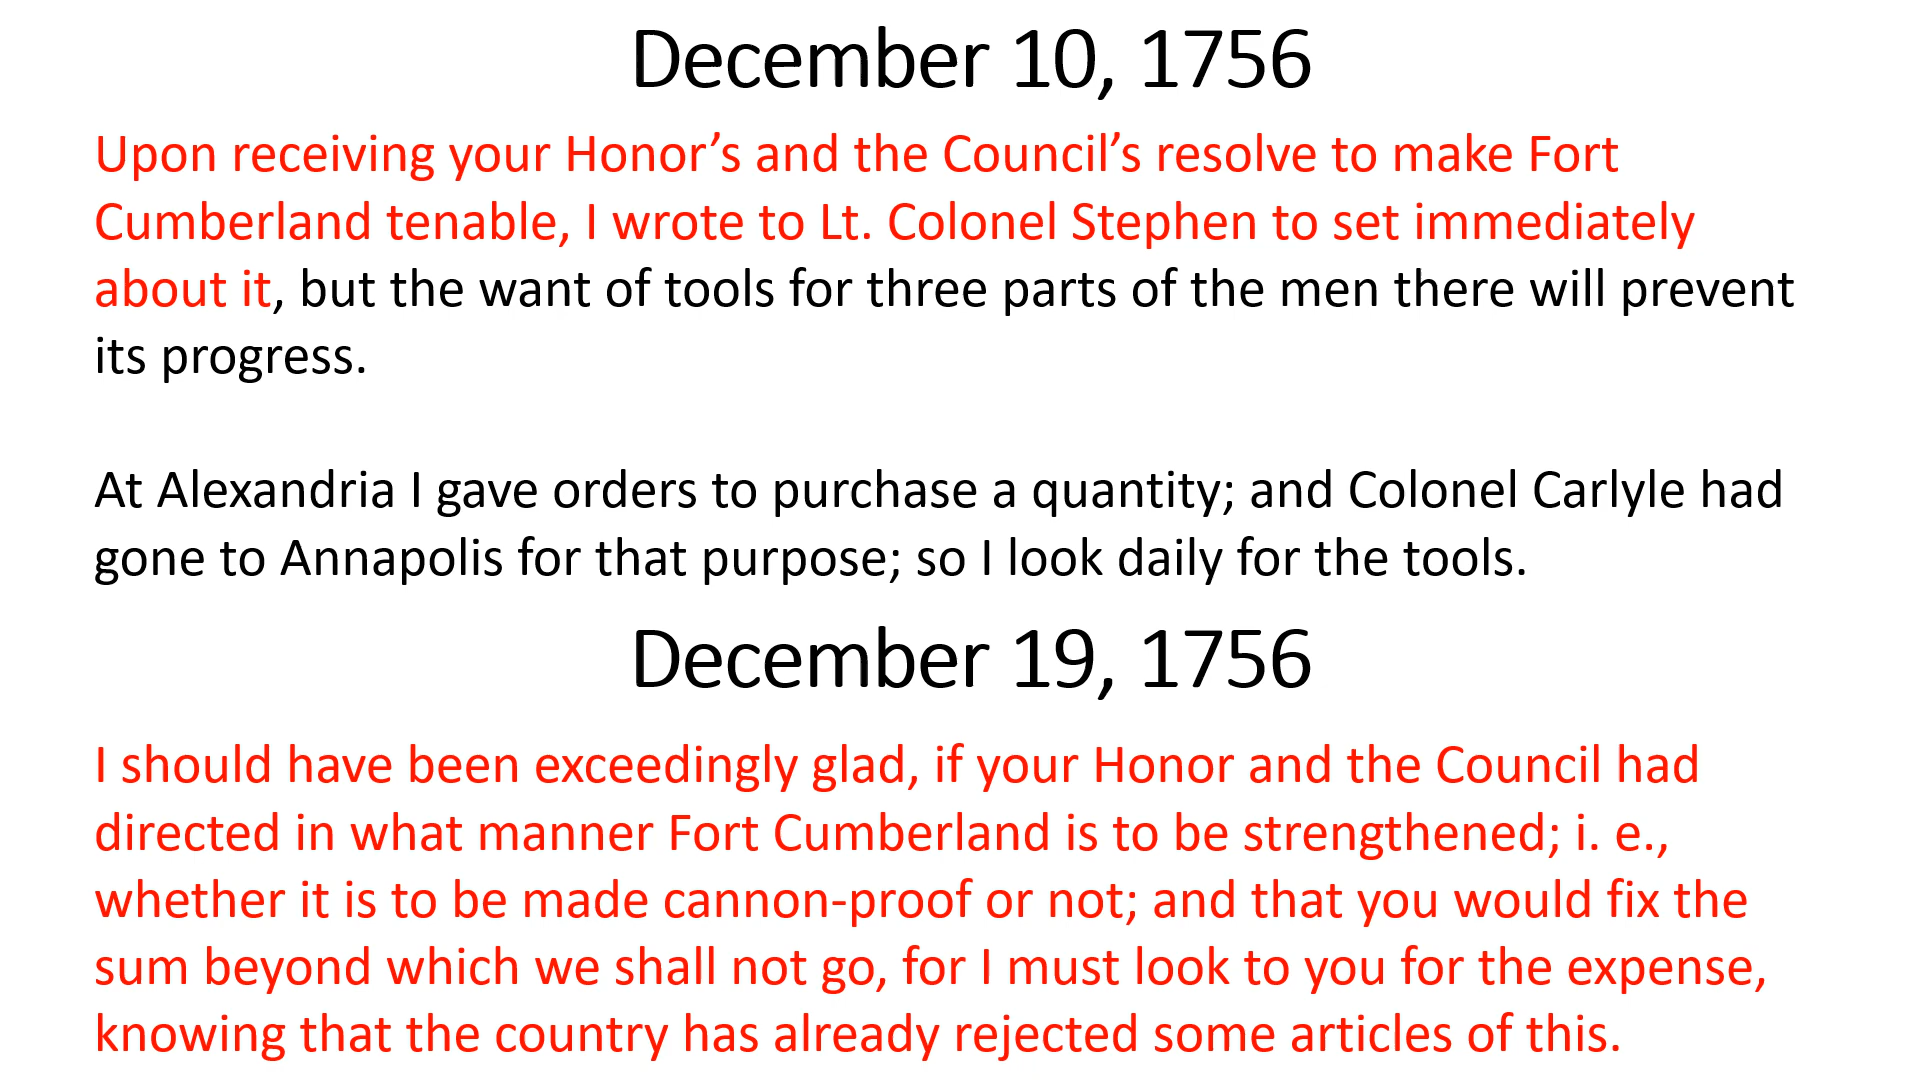 December 10, 1756
Upon receiving your Honor’s and the Council’s resolve to make Fort
Cumberland tenable, I wrote to Lt. Colonel Stephen to set immediately
about it, but the want of tools for three parts of the men there will prevent
its progress.
At Alexandria I gave orders to purchase a quantity; and Colonel Carlyle had
gone to Annapolis for that purpose; so I look daily for the tools.
December 19, 1756
I should have been exceedingly glad, if your Honor and the Council had
directed in what manner Fort Cumberland is to be strengthened; i. e.,
whether it is to be made cannon-proof or not; and that you would fix the
sum beyond which we shall not go, for I must look to you for the expense,
knowing that the country has already rejected some articles of this.